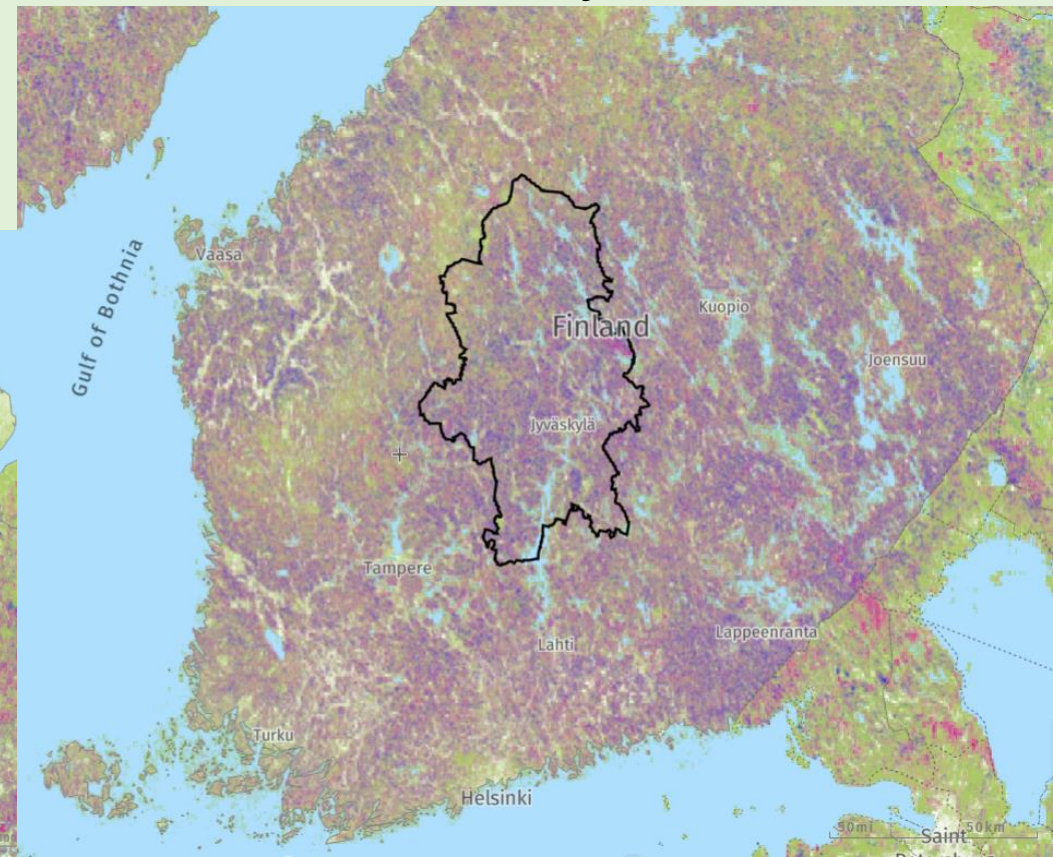 Vaasa
Gulf of Bothnia
Kuopio
Finland
Joensuu
Jyväskylä
Tampere
Lappeenranta
Lahti
Turku
Helsinki
50mi
50km
Saint